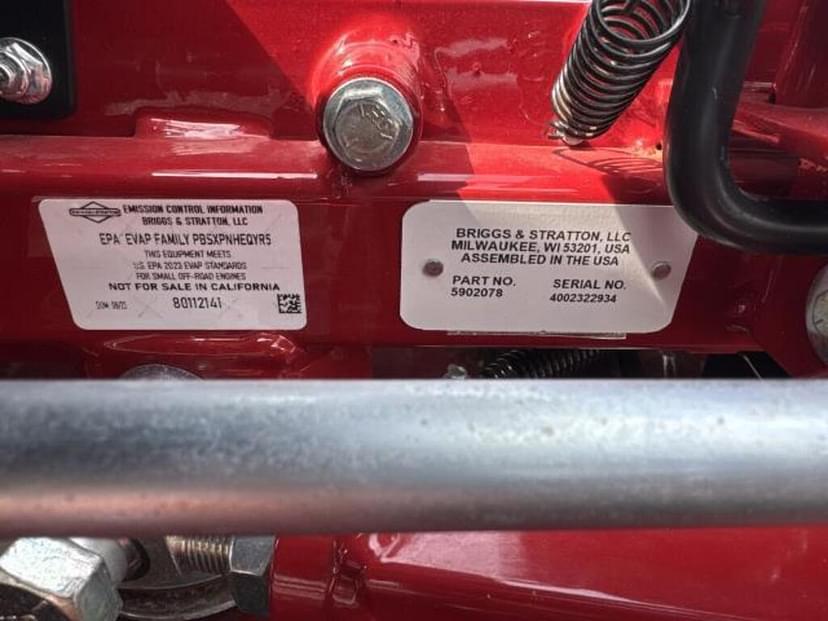 EMISSION CONTROL INFORMATION
BRIGGS & STRATTON, LLC
EPA EVAP FAMILY PBSXPNHEQYR5
THIS EQUIPMENT MEETS
U.S. EPA 2023 EVAP STANDARDS
FOR SMALL OFF-ROAD ENGINES
NOT FOR SALE IN CALIFORNIA
80112141
BRIGGS & STRATTON, LLC
MILWAUKEE, WI 53201, USA
ASSEMBLED IN THE USA
PART NO.
5902078
SERIAL NO.
4002322934